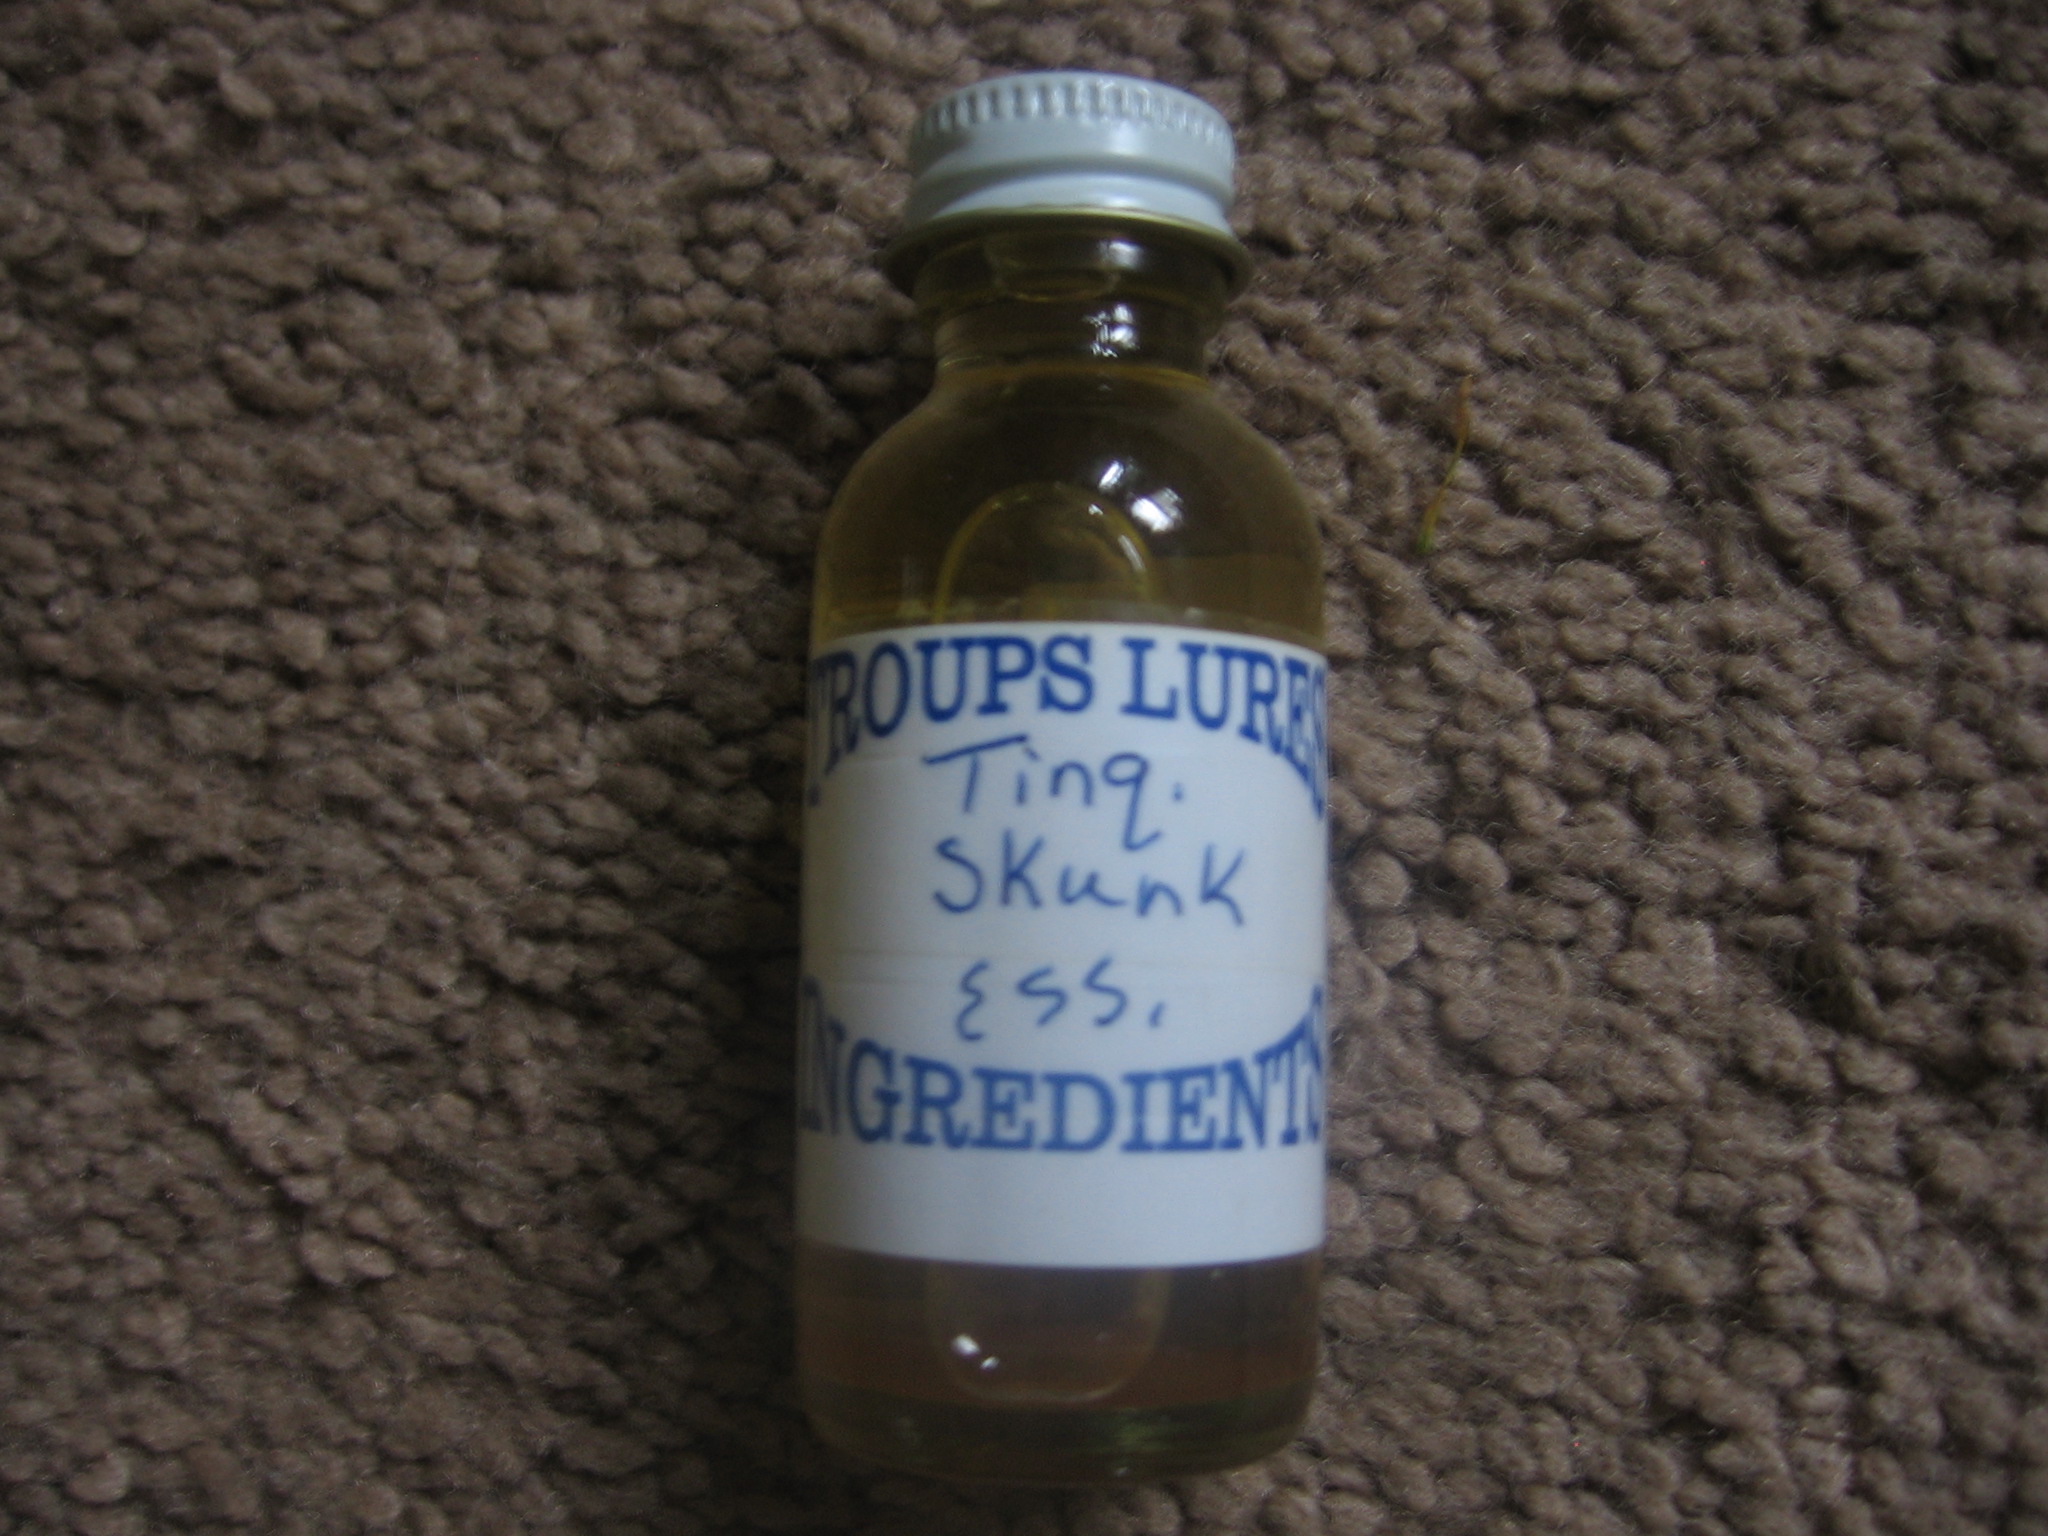 TROUPS LURES
Tinq.
Skunk
Ess.
INGREDIENTS